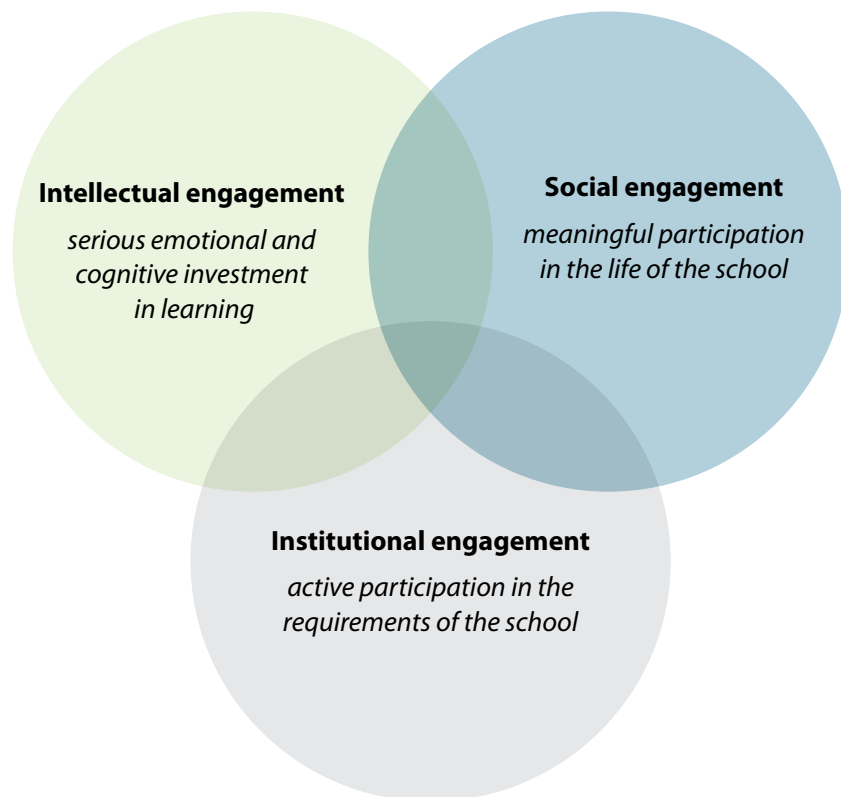 Intellectual engagement
serious emotional and
cognitive investment
in learning
Social engagement
meaningful participation
in the life of the school
Institutional engagement
active participation in the
requirements of the school